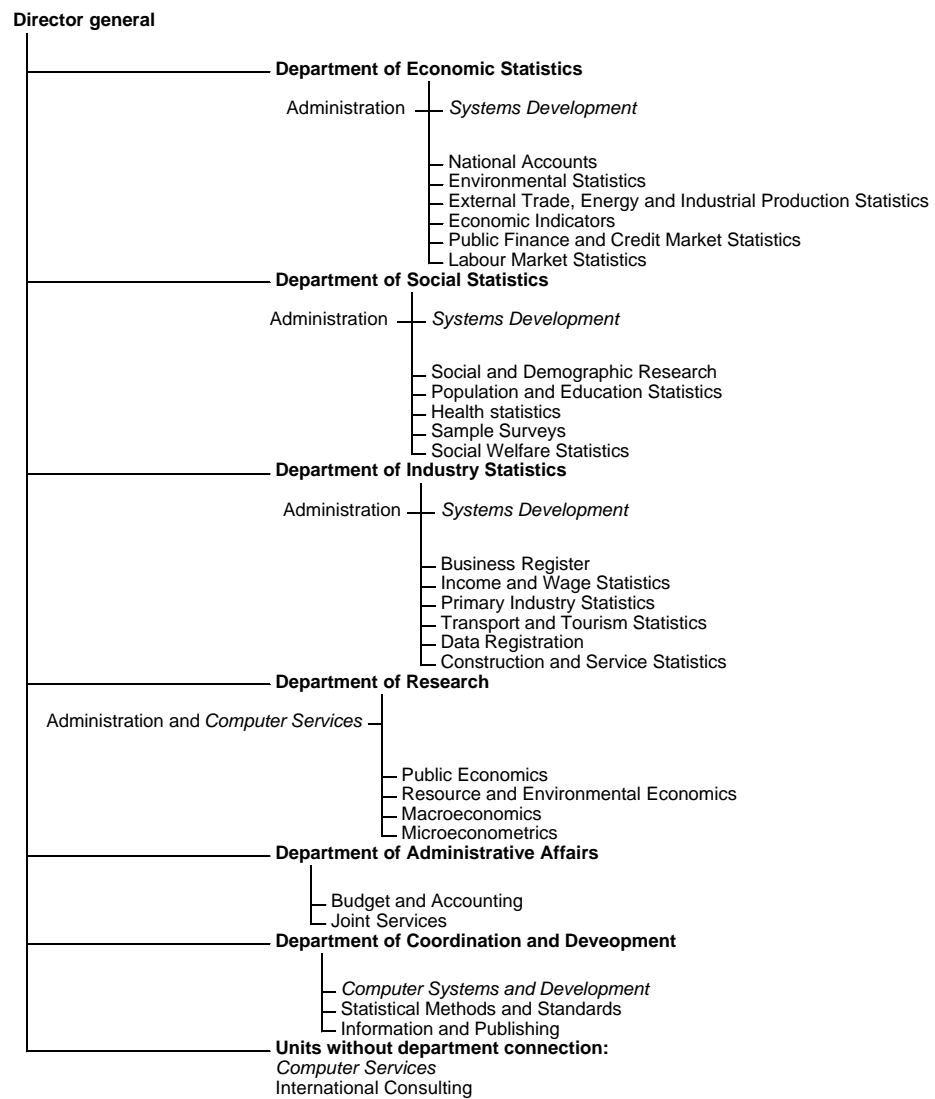 Director general
Department of Economic Statistics
Administration Systems Development
National Accounts
Environmental Statistics
External Trade, Energy and Industrial Production Statistics
Economic Indicators
Public Finance and Credit Market Statistics
Labour Market Statistics
Department of Social Statistics
Administration Systems Development
Social and Demographic Research
Population and Education Statistics
Health statistics
Sample Surveys
Social Welfare Statistics
Department of Industry Statistics
Administration Systems Development
Business Register
Income and Wage Statistics
Primary Industry Statistics
Transport and Tourism Statistics
Data Registration
Construction and Service Statistics
Department of Research
Administration and Computer Services
Public Economics
Resource and Environmental Economics
Macroeconomics
Microeconometrics
Department of Administrative Affairs
Budget and Accounting
Joint Services
Department of Coordination and Deveopment
Computer Systems and Development
Statistical Methods and Standards
Information and Publishing
Units without department connection:
Computer Services
International Consulting